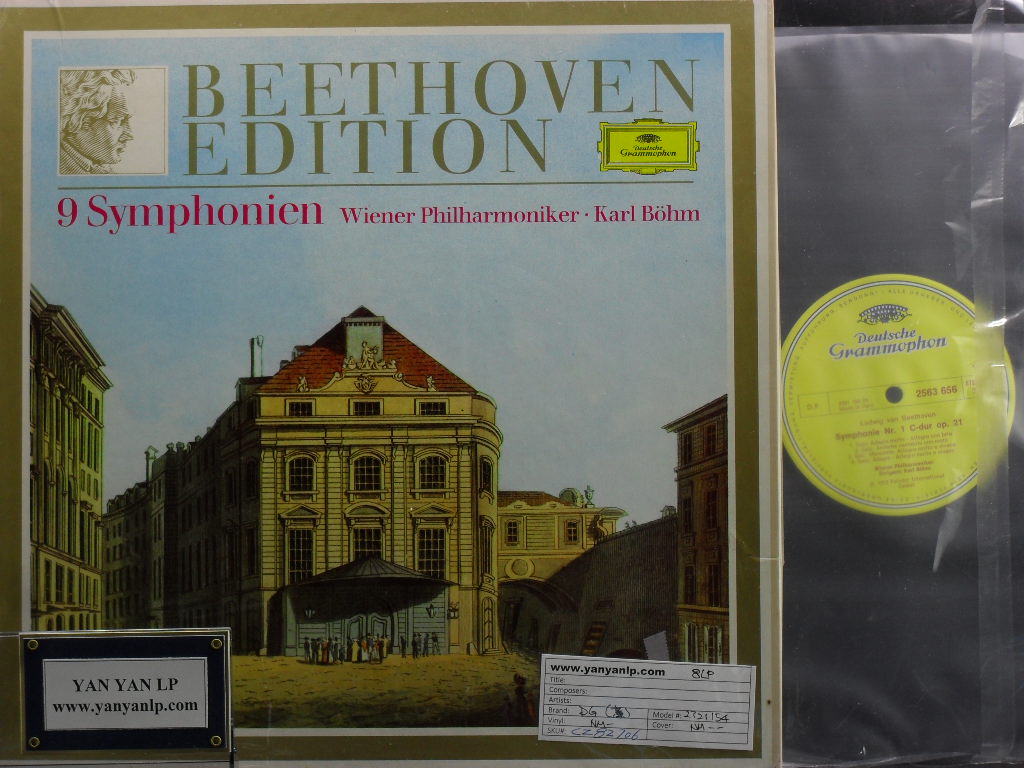 BEETHOVEN
EDITION
Deutsche
Grammophon
9 Symphonien Wiener Philharmoniker · Karl Böhm
YAN YAN LP
www.yanyanlp.com
www.yanyanlp.com 8LP
Title:
Composers:
Artists:
Brand: DG
Model #:
Vinyl: NM-
Cover: NM--
SKU#:
Deutsche
Grammophon
2563 656
Ludwig van Beethoven
Symphonie Nr. 1 C-dur op. 21
Wiener Philharmoniker
Dirigent: Karl Böhm